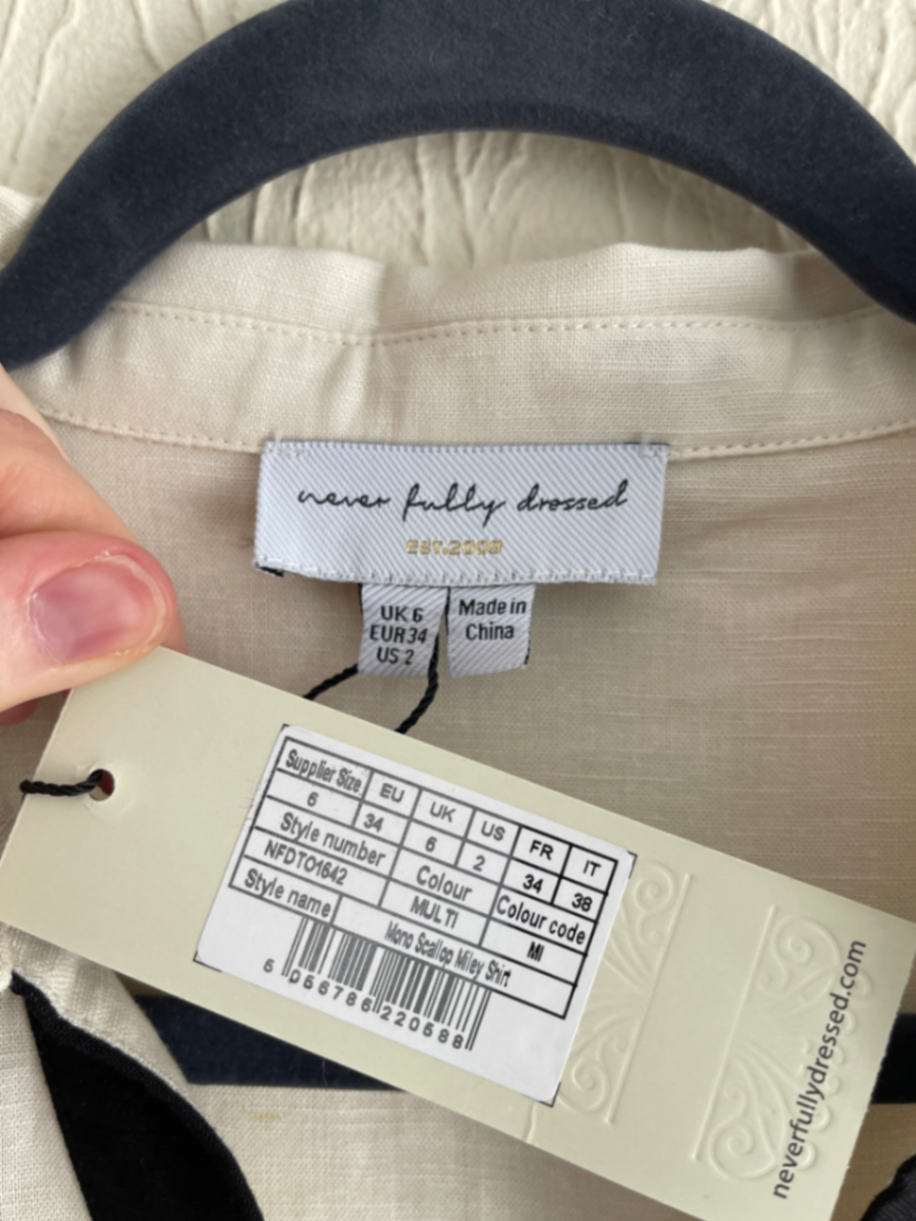 never fully dressed
EST.2009
UK 6
EUR 34
US 2
Made in
China
Supplier Size EU UK US FR IT
6 34 6 2 34 38
Style number Colour Colour code
NFDTO1642 MULTI MI
Style name Mono Scallop Miley Shirt
5 056786 220588
neverfullydressed.com